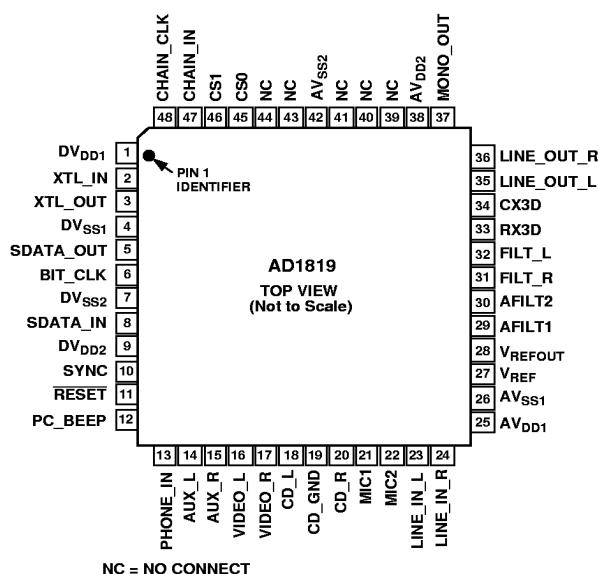 CHAIN_CLK
CHAIN_IN
CS1
CS0
NC
NC
AVSS2
NC
NC
NC
AVDD2
MONO_OUT
48 47 46 45 44 43 42 41 40 39 38 37
DVDD1 1
XTL_IN 2
XTL_OUT 3
DVSS1 4
SDATA_OUT 5
BIT_CLK 6
DVSS2 7
SDATA_IN 8
DVDD2 9
SYNC 10
RESET 11
PC_BEEP 12
PIN 1
IDENTIFIER
AD1819
TOP VIEW
(Not to Scale)
36 LINE_OUT_R
35 LINE_OUT_L
34 CX3D
33 RX3D
32 FILT_L
31 FILT_R
30 AFILT2
29 AFILT1
28 VREFOUT
27 VREF
26 AVSS1
25 AVDD1
13 14 15 16 17 18 19 20 21 22 23 24
PHONE_IN
AUX_L
AUX_R
VIDEO_L
VIDEO_R
CD_L
CD_GND
CD_R
MIC1
MIC2
LINE_IN_L
LINE_IN_R
NC = NO CONNECT